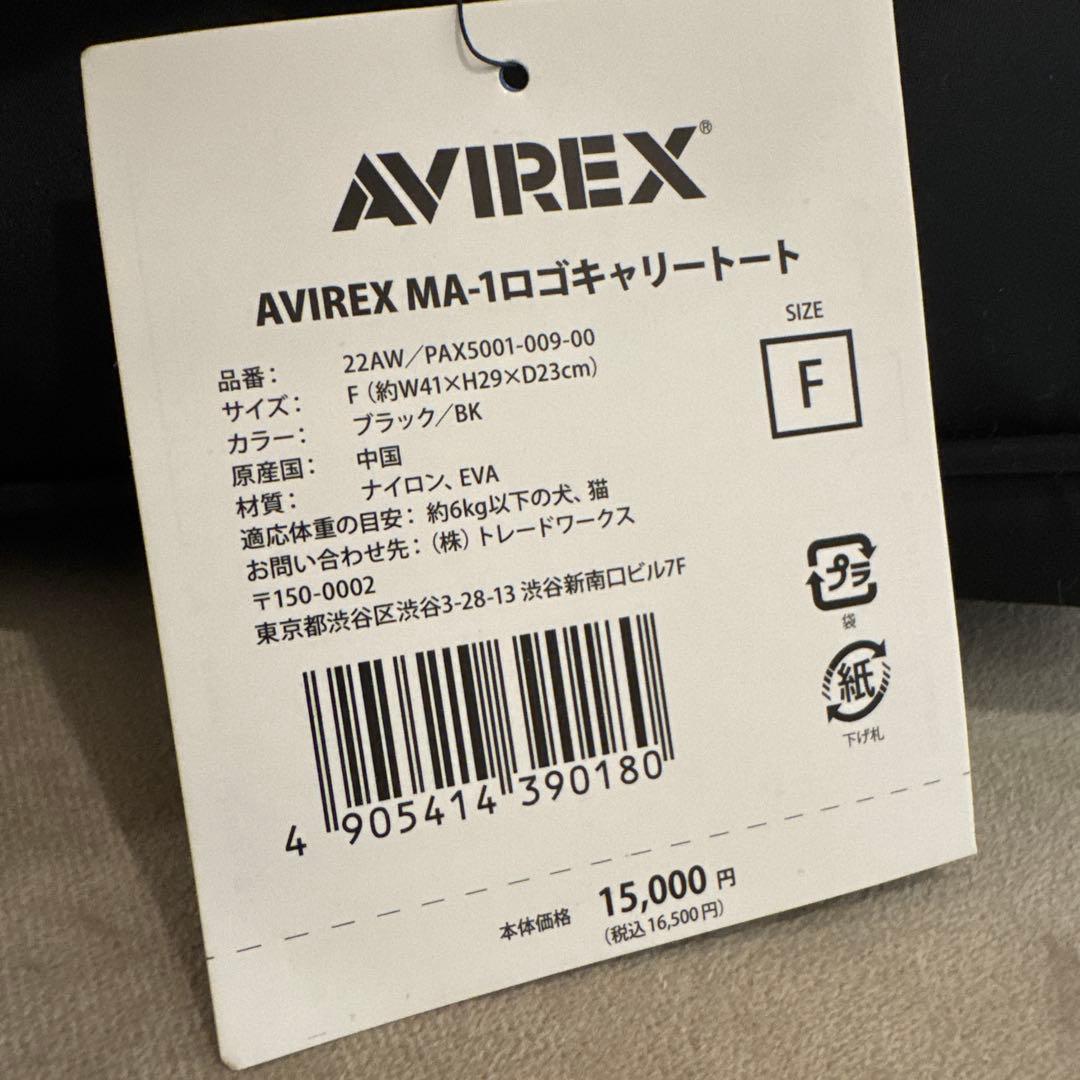 AVIREX®
AVIREX MA-1ロゴキャリートート
SIZE
F
品番： 22AW／PAX5001-009-00
サイズ： F（約W41×H29×D23cm）
カラー： ブラック／BK
原産国： 中国
材質： ナイロン、EVA
適応体重の目安： 約6kg以下の犬、猫
お問い合わせ先：（株）トレードワークス
〒150-0002
東京都渋谷区渋谷3-28-13 渋谷新南口ビル7F
プラ
袋
紙
下げ札
4 905414 390180
本体価格 15,000 円
（税込16,500円）